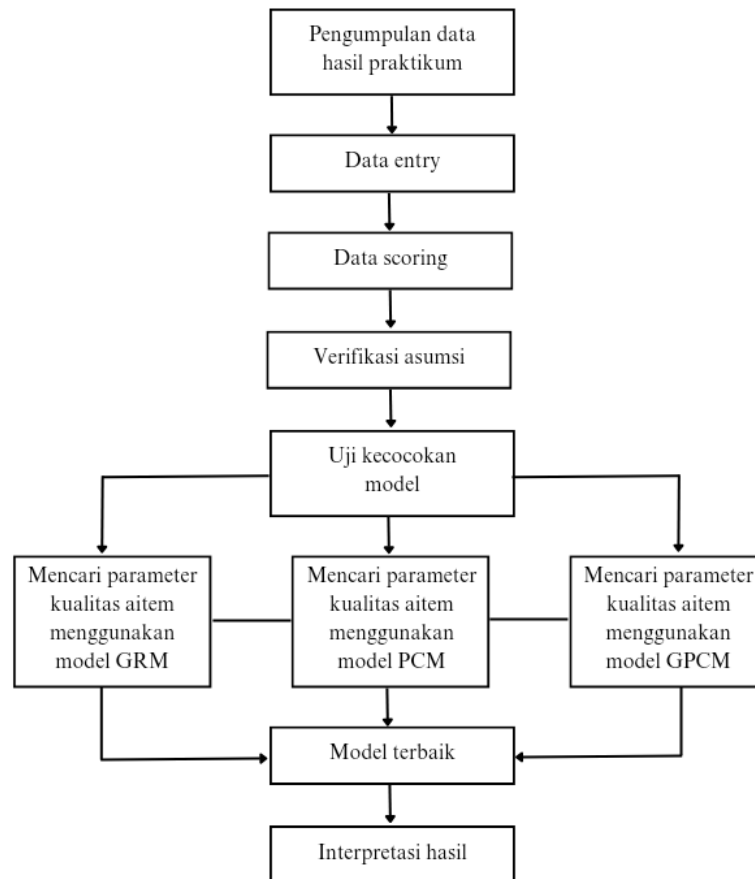 Pengumpulan data
hasil praktikum
Data entry
Data scoring
Verifikasi asumsi
Uji kecocokan
model
Mencari parameter
kualitas aitem
menggunakan
model GRM
Mencari parameter
kualitas aitem
menggunakan
model PCM
Mencari parameter
kualitas aitem
menggunakan
model GPCM
Model terbaik
Interpretasi hasil